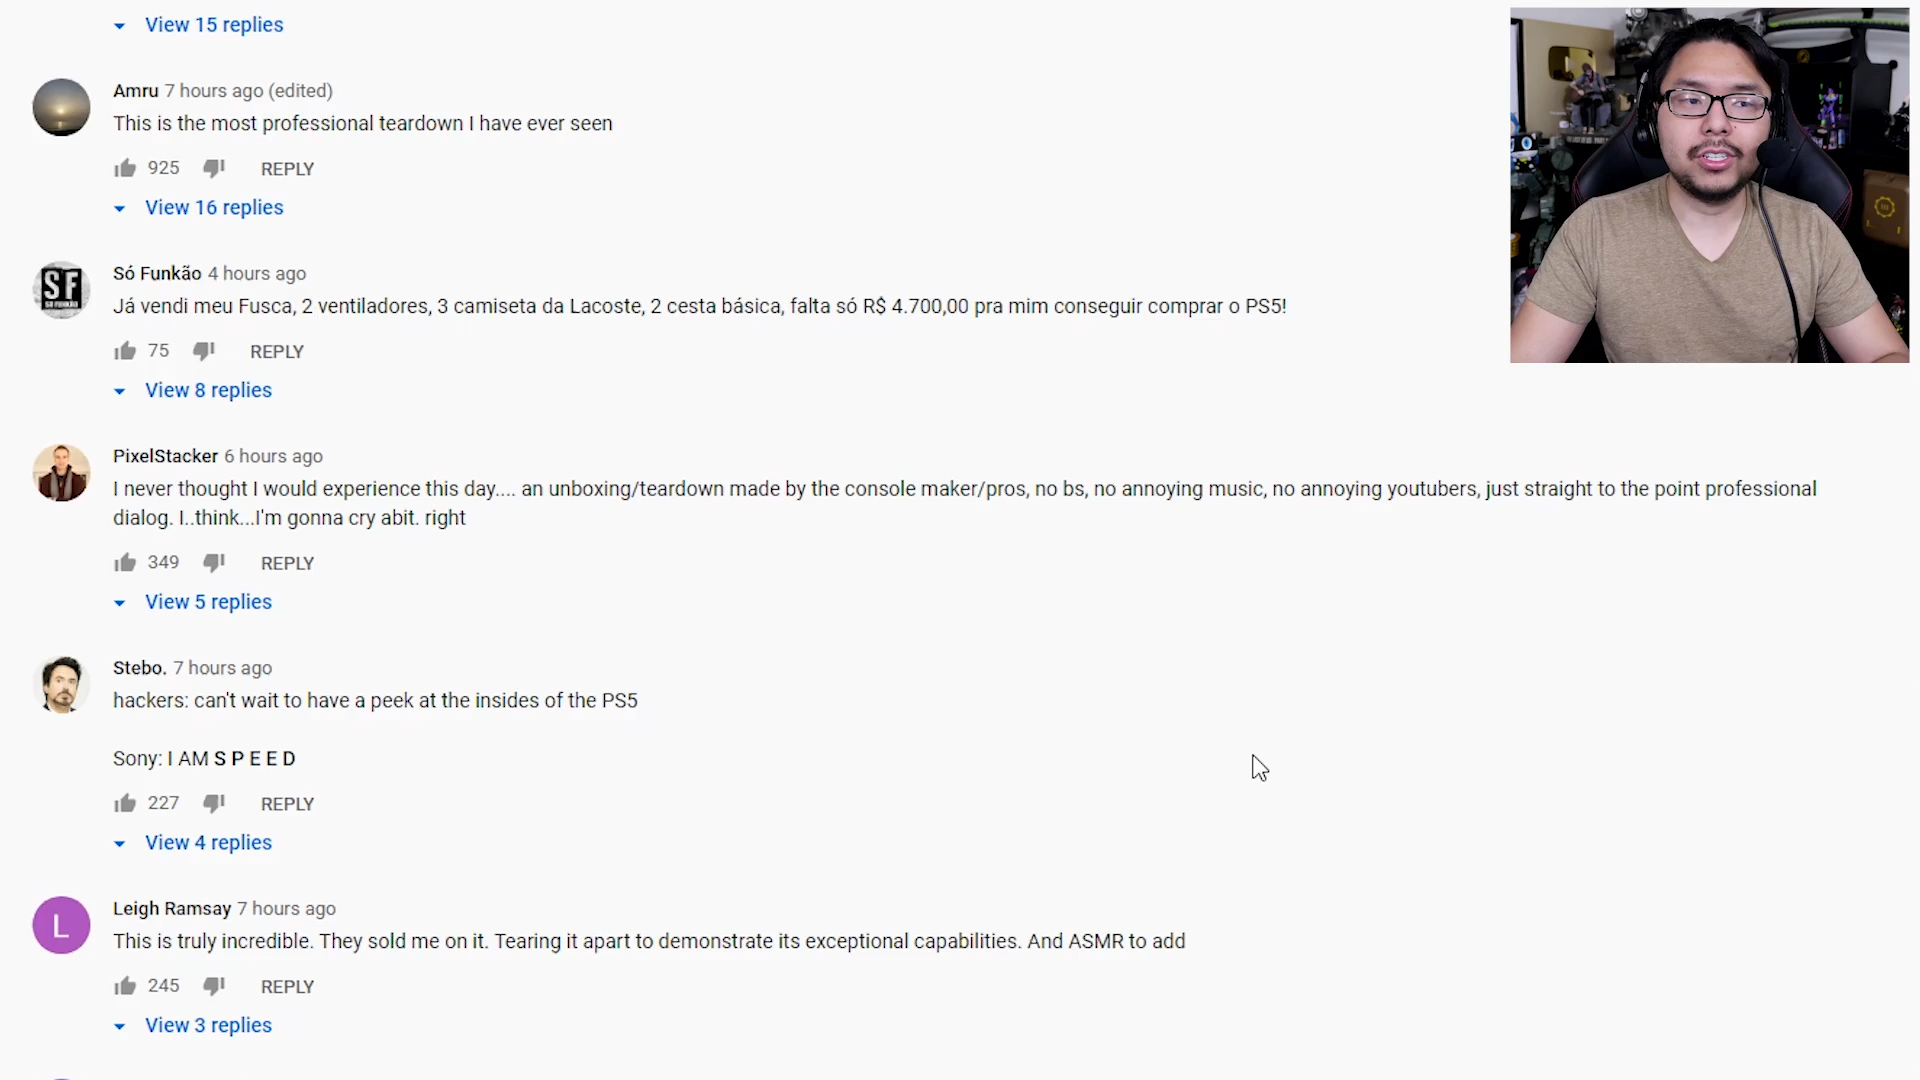 View 15 replies
Amru 7 hours ago (edited)
This is the most professional teardown I have ever seen
925 REPLY
View 16 replies
SF
SÓ FUNKÃO
Só Funkão 4 hours ago
Já vendi meu Fusca, 2 ventiladores, 3 camiseta da Lacoste, 2 cesta básica, falta só R$ 4.700,00 pra mim conseguir comprar o PS5!
75 REPLY
View 8 replies
PixelStacker 6 hours ago
I never thought I would experience this day.... an unboxing/teardown made by the console maker/pros, no bs, no annoying music, no annoying youtubers, just straight to the point professional
dialog. I..think...I'm gonna cry abit. right
349 REPLY
View 5 replies
Stebo. 7 hours ago
hackers: can't wait to have a peek at the insides of the PS5
Sony: I AM S P E E D
227 REPLY
View 4 replies
L
Leigh Ramsay 7 hours ago
This is truly incredible. They sold me on it. Tearing it apart to demonstrate its exceptional capabilities. And ASMR to add
245 REPLY
View 3 replies